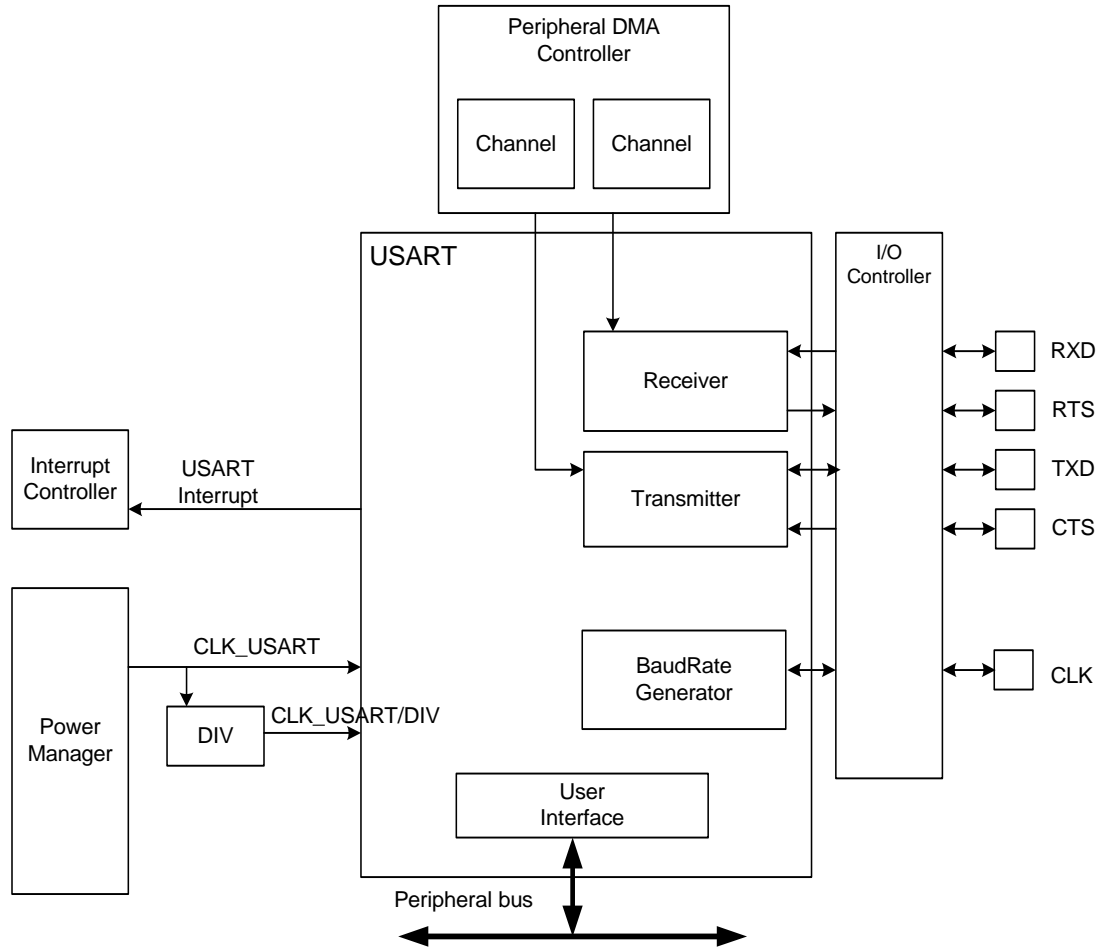 Peripheral DMA
Controller
Channel
Channel
USART
I/O
Controller
Receiver
RXD
RTS
Interrupt
Controller
USART
Interrupt
Transmitter
TXD
CTS
CLK_USART
BaudRate
Generator
CLK
Power
Manager
DIV
CLK_USART/DIV
User
Interface
Peripheral bus